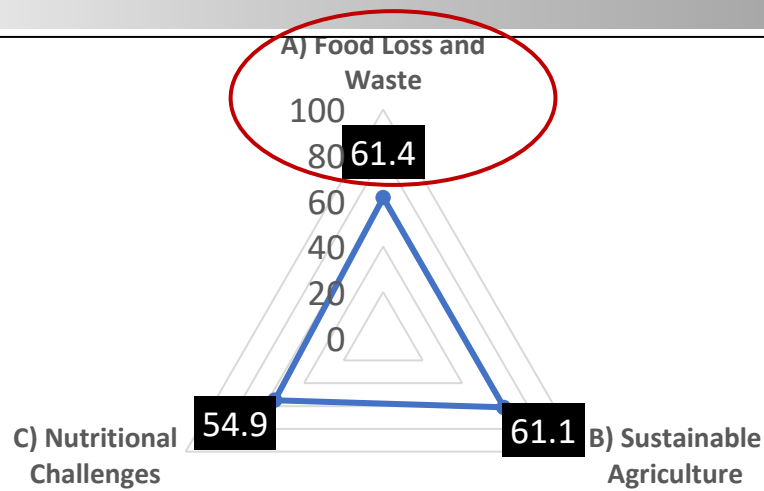 A) Food Loss and
Waste
100
80
61.4
60
40
20
0
C) Nutritional
Challenges
54.9
61.1
B) Sustainable
Agriculture